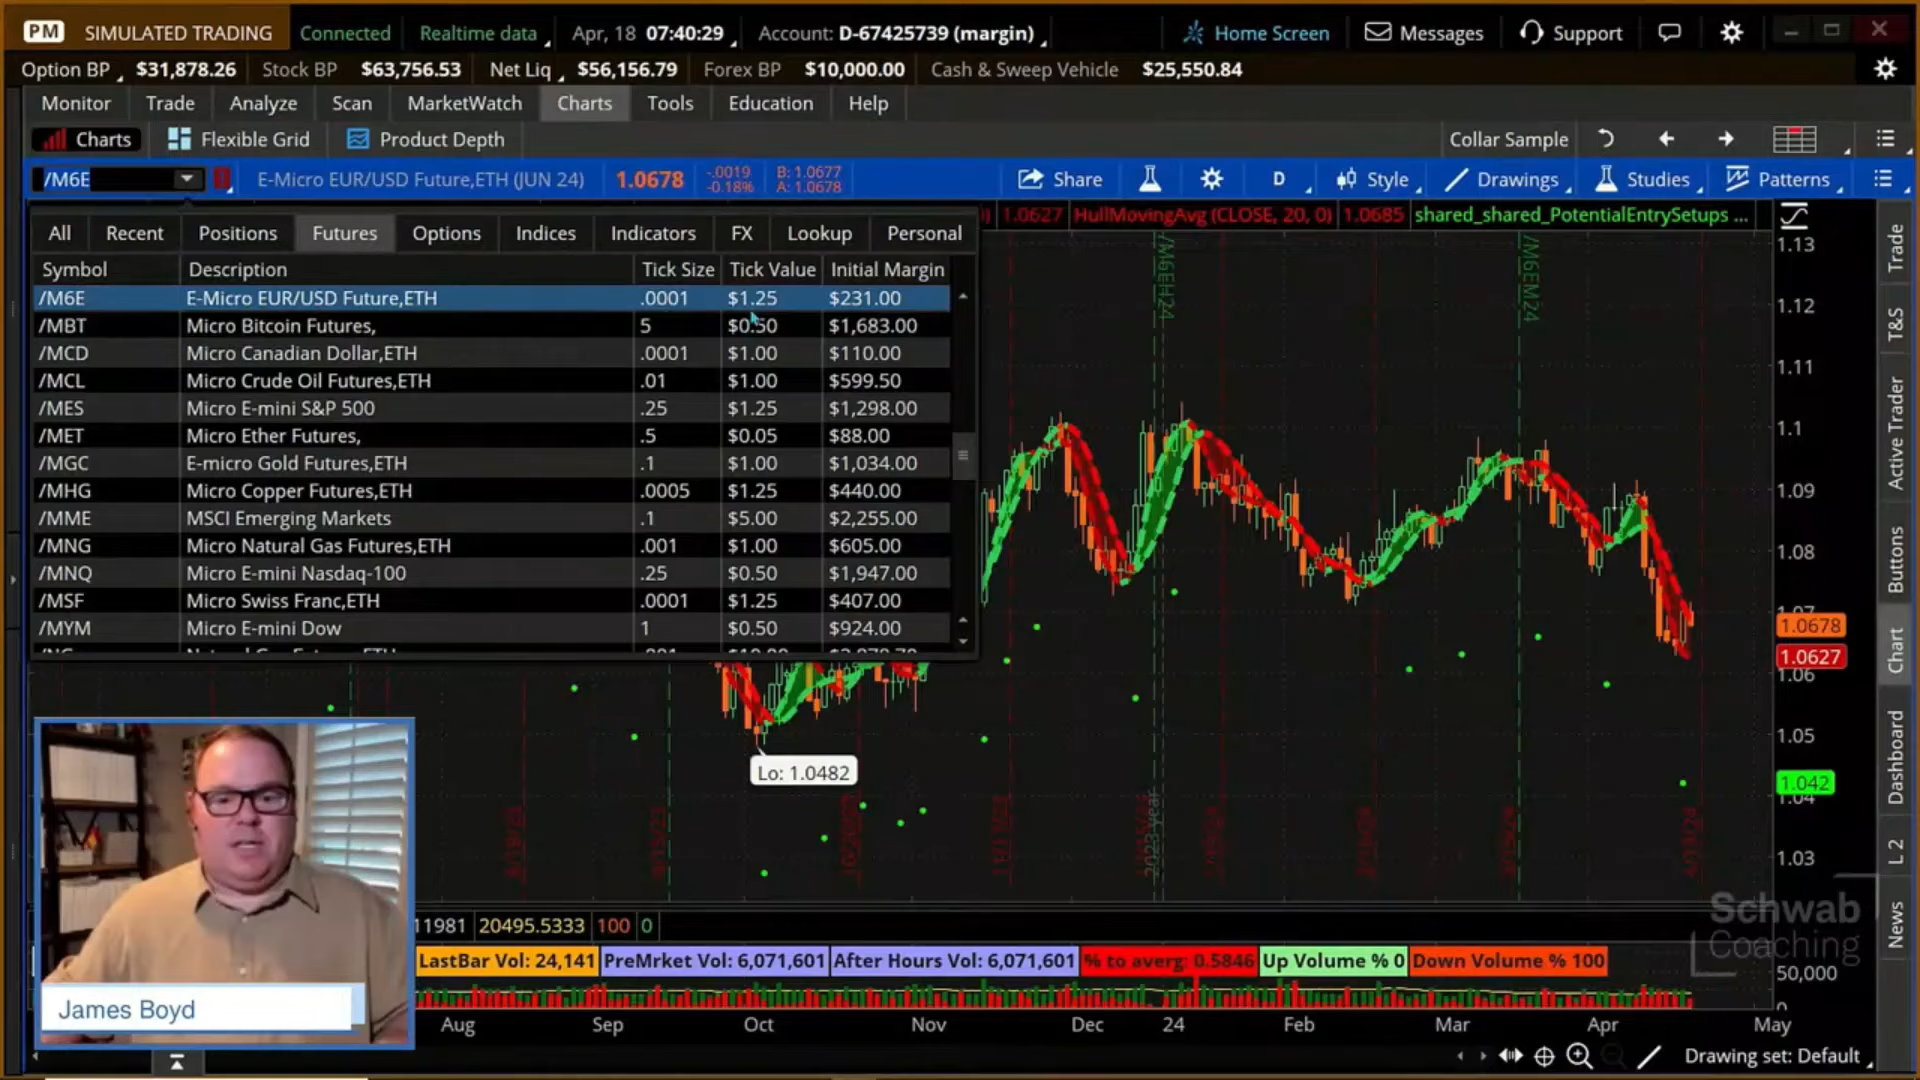 PM SIMULATED TRADING Connected Realtime data Apr, 18 07:40:29 Account: D-67425739 (margin) Home Screen Messages Support
Option BP $31,878.26 Stock BP $63,756.53 Net Liq $56,156.79 Forex BP $10,000.00 Cash & Sweep Vehicle $25,550.84
Monitor Trade Analyze Scan MarketWatch Charts Tools Education Help
Charts Flexible Grid Product Depth Collar Sample
/M6E E-Micro EUR/USD Future,ETH (JUN 24) 1.0678 -.0019 -0.18% B: 1.0677 A: 1.0678 Share D Style Drawings Studies Patterns
1.0627 HullMovingAvg (CLOSE, 20, 0) 1.0685 shared_shared_PotentialEntrySetups ...
All Recent Positions Futures Options Indices Indicators FX Lookup Personal
Symbol Description Tick Size Tick Value Initial Margin
/M6E E-Micro EUR/USD Future,ETH .0001 $1.25 $231.00
/MBT Micro Bitcoin Futures, 5 $0.50 $1,683.00
/MCD Micro Canadian Dollar,ETH .0001 $1.00 $110.00
/MCL Micro Crude Oil Futures,ETH .01 $1.00 $599.50
/MES Micro E-mini S&P 500 .25 $1.25 $1,298.00
/MET Micro Ether Futures, .5 $0.05 $88.00
/MGC E-micro Gold Futures,ETH .1 $1.00 $1,034.00
/MHG Micro Copper Futures,ETH .0005 $1.25 $440.00
/MME MSCI Emerging Markets .1 $5.00 $2,255.00
/MNG Micro Natural Gas Futures,ETH .001 $1.00 $605.00
/MNQ Micro E-mini Nasdaq-100 .25 $0.50 $1,947.00
/MSF Micro Swiss Franc,ETH .0001 $1.25 $407.00
/MYM Micro E-mini Dow 1 $0.50 $924.00
/M6EH24
/M6EM24
1.13
1.12
1.11
1.1
1.09
1.08
1.0678
1.0627
1.06
1.05
1.042
1.04
1.03
Lo: 1.0482
2023 year
Trade
T&S
Active Trader
Buttons
Chart
Dashboard
L 2
News
Schwab
Coaching
11981 20495.5333 100 0
LastBar Vol: 24,141 PreMrket Vol: 6,071,601 After Hours Vol: 6,071,601 % to averg: 0.5846 Up Volume % 0 Down Volume % 100
50,000
James Boyd
Aug Sep Oct Nov Dec 24 Feb Mar Apr May
Drawing set: Default